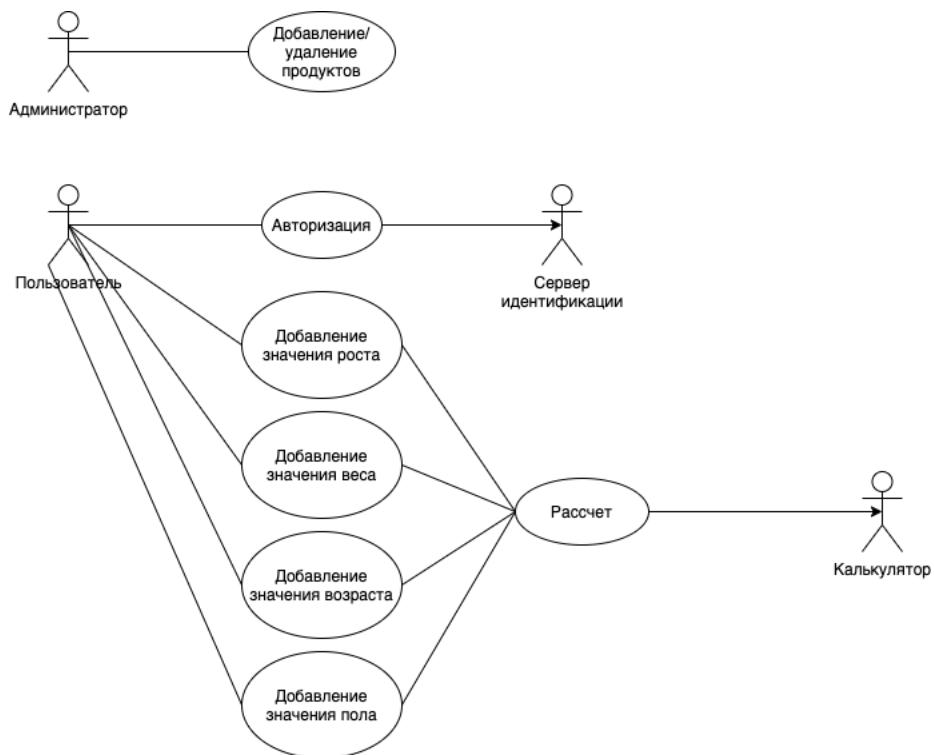 Добавление/
удаление
продуктов
Администратор
Авторизация
Пользователь
Сервер
идентификации
Добавление
значения роста
Добавление
значения веса
Рассчет
Калькулятор
Добавление
значения возраста
Добавление
значения пола